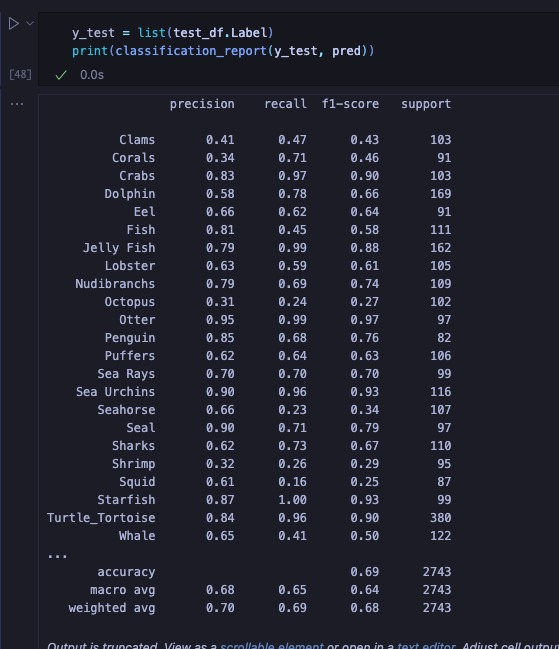 y_test = list(test_df.Label)
print(classification_report(y_test, pred))
[48] ✓ 0.0s
... precision recall f1-score support
Clams 0.41 0.47 0.43 103
Corals 0.34 0.71 0.46 91
Crabs 0.83 0.97 0.90 103
Dolphin 0.58 0.78 0.66 169
Eel 0.66 0.62 0.64 91
Fish 0.81 0.45 0.58 111
Jelly Fish 0.79 0.99 0.88 162
Lobster 0.63 0.59 0.61 105
Nudibranchs 0.79 0.69 0.74 109
Octopus 0.31 0.24 0.27 102
Otter 0.95 0.99 0.97 97
Penguin 0.85 0.68 0.76 82
Puffers 0.62 0.64 0.63 106
Sea Rays 0.70 0.70 0.70 99
Sea Urchins 0.90 0.96 0.93 116
Seahorse 0.66 0.23 0.34 107
Seal 0.90 0.71 0.79 97
Sharks 0.62 0.73 0.67 110
Shrimp 0.32 0.26 0.29 95
Squid 0.61 0.16 0.25 87
Starfish 0.87 1.00 0.93 99
Turtle_Tortoise 0.84 0.96 0.90 380
Whale 0.65 0.41 0.50 122
...
accuracy 0.69 2743
macro avg 0.68 0.65 0.64 2743
weighted avg 0.70 0.69 0.68 2743
Output is truncated. View as a scrollable element or open in a text editor. Adjust cell outpu